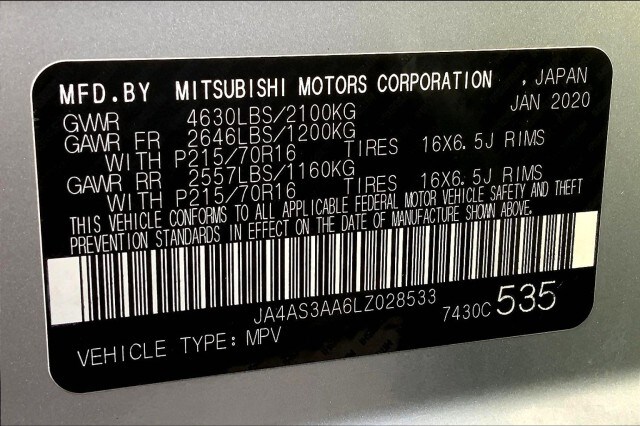 MFD.BY MITSUBISHI MOTORS CORPORATION , JAPAN
GVWR 4630LBS/2100KG JAN 2020
GAWR FR 2646LBS/1200KG
WITH P215/70R16 TIRES 16X6.5J RIMS
GAWR RR 2557LBS/1160KG
WITH P215/70R16 TIRES 16X6.5J RIMS
THIS VEHICLE CONFORMS TO ALL APPLICABLE FEDERAL MOTOR VEHICLE SAFETY AND THEFT
PREVENTION STANDARDS IN EFFECT ON THE DATE OF MANUFACTURE SHOWN ABOVE.
JA4AS3AA6LZ028533 7430C 535
VEHICLE TYPE: MPV